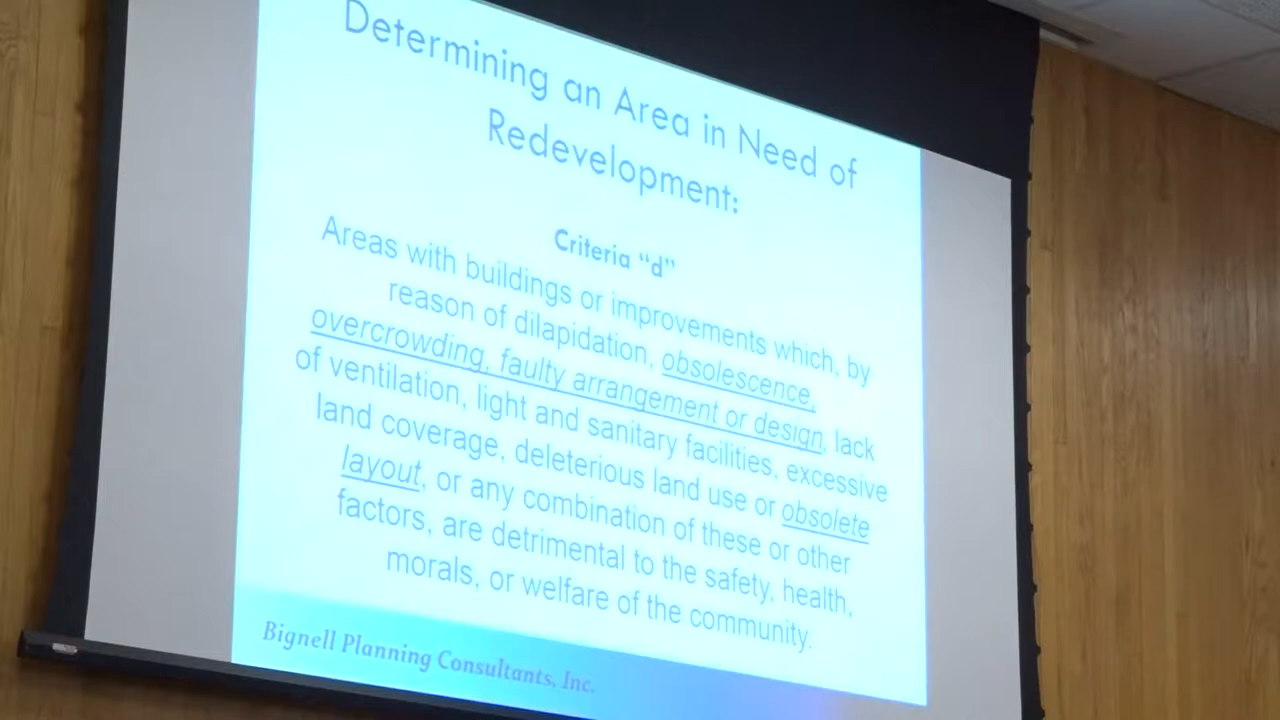 Determining an Area in Need of
Redevelopment:
Criteria "d"
Areas with buildings or improvements which, by
reason of dilapidation, obsolescence,
overcrowding, faulty arrangement or design, lack
of ventilation, light and sanitary facilities, excessive
land coverage, deleterious land use or obsolete
layout, or any combination of these or other
factors, are detrimental to the safety, health,
morals, or welfare of the community.
Bignell Planning Consultants, Inc.